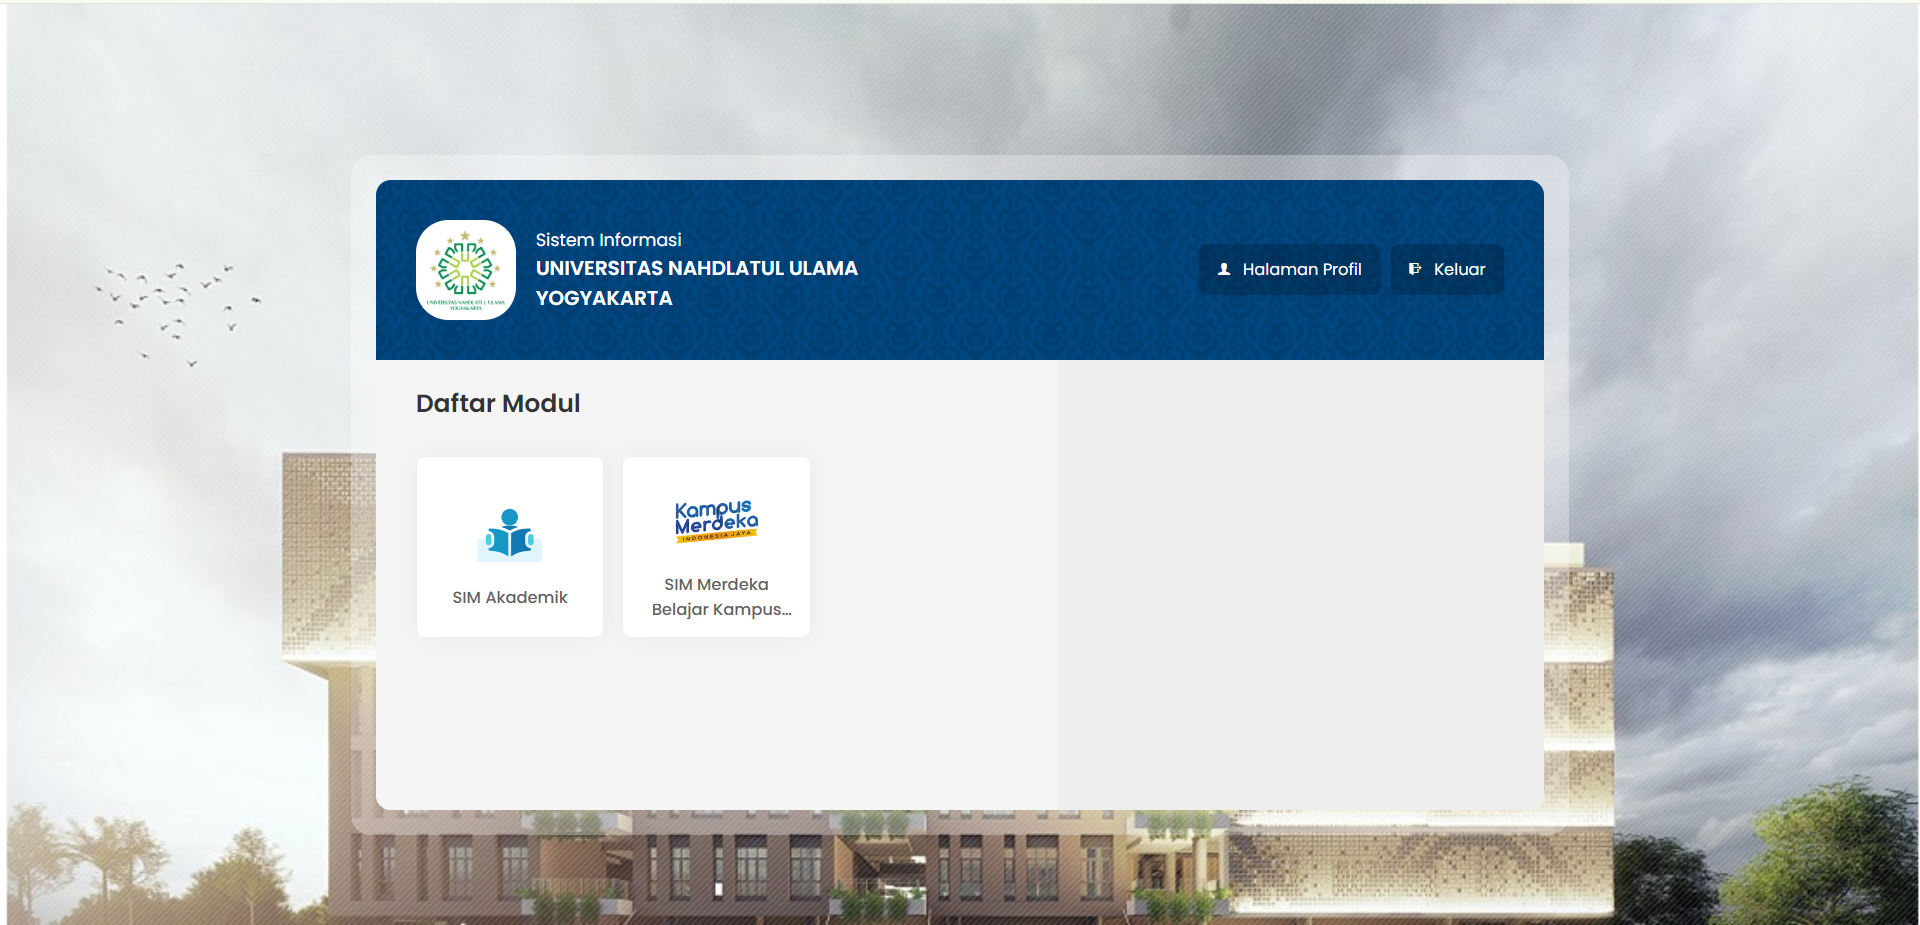 Sistem Informasi
UNIVERSITAS NAHDLATUL ULAMA
YOGYAKARTA
UNIVERSITAS NAHDLATUL ULAMA
YOGYAKARTA
Halaman Profil
Keluar
Daftar Modul
SIM Akademik
Kampus
Merdeka
INDONESIA JAYA
SIM Merdeka
Belajar Kampus...